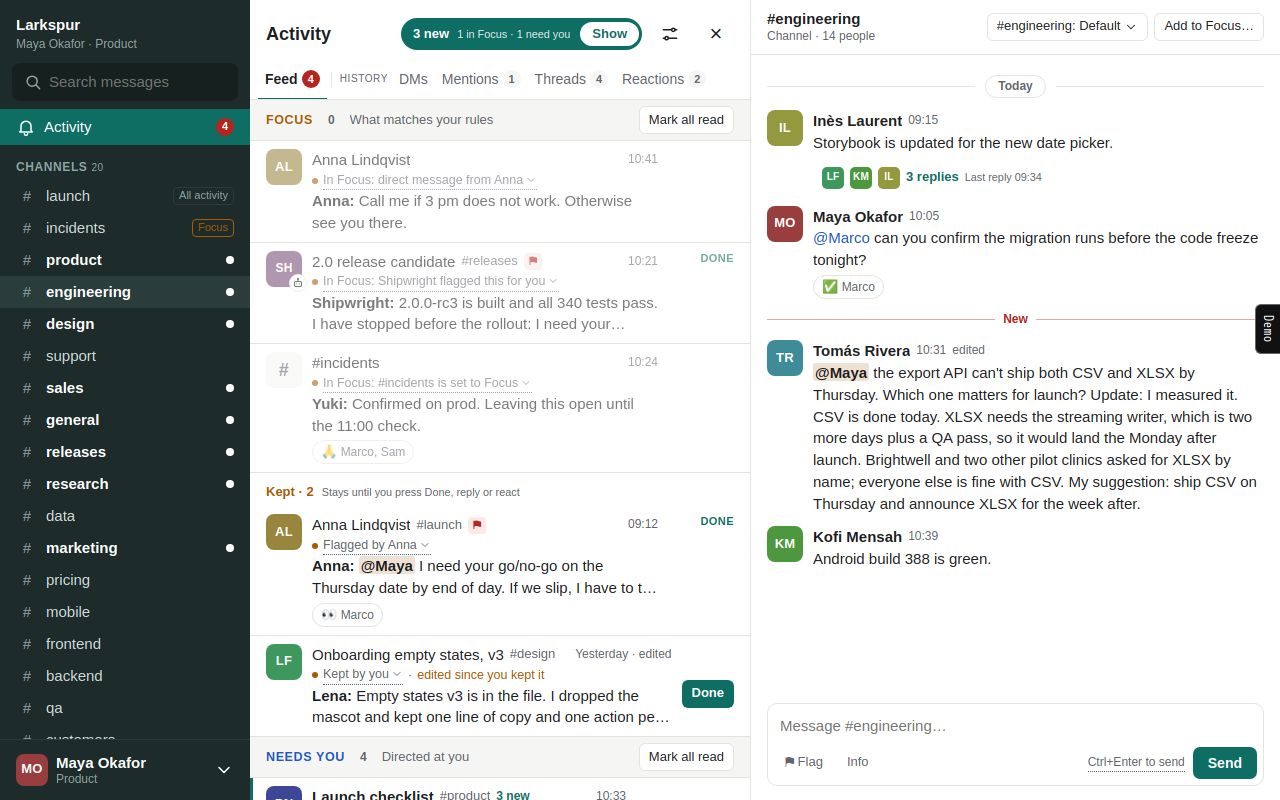 Larkspur
Maya Okafor · Product
Search messages
Activity
4
CHANNELS 20
# launch
All activity
# incidents
Focus
# product
# engineering
# design
# support
# sales
# general
# releases
# research
# data
# marketing
# pricing
# mobile
# frontend
# backend
# qa
MO
Maya Okafor
Product
Activity
3 new 1 in Focus · 1 need you Show
Feed 4 HISTORY DMs Mentions 1 Threads 4 Reactions 2
FOCUS 0 What matches your rules Mark all read
AL
Anna Lindqvist 10:41
In Focus: direct message from Anna
Anna: Call me if 3 pm does not work. Otherwise
see you there.
SH
2.0 release candidate #releases 10:21 DONE
In Focus: Shipwright flagged this for you
Shipwright: 2.0.0-rc3 is built and all 340 tests pass.
I have stopped before the rollout: I need your…
#
#incidents 10:24
In Focus: #incidents is set to Focus
Yuki: Confirmed on prod. Leaving this open until
the 11:00 check.
🙏 Marco, Sam
Kept · 2 Stays until you press Done, reply or react
AL
Anna Lindqvist #launch 09:12 DONE
Flagged by Anna
Anna: @Maya I need your go/no-go on the
Thursday date by end of day. If we slip, I have to t…
👀 Marco
LF
Onboarding empty states, v3 #design Yesterday · edited
Kept by you · edited since you kept it
Lena: Empty states v3 is in the file. I dropped the
mascot and kept one line of copy and one action pe…
Done
NEEDS YOU 4 Directed at you Mark all read
Launch checklist #product 3 new 10:33
#engineering
Channel · 14 people
#engineering: Default
Add to Focus…
Today
IL
Inès Laurent 09:15
Storybook is updated for the new date picker.
LF KM IL 3 replies Last reply 09:34
MO
Maya Okafor 10:05
@Marco can you confirm the migration runs before the code freeze
tonight?
✅ Marco
New
Demo
TR
Tomás Rivera 10:31 edited
@Maya the export API can't ship both CSV and XLSX by
Thursday. Which one matters for launch? Update: I measured it.
CSV is done today. XLSX needs the streaming writer, which is two
more days plus a QA pass, so it would land the Monday after
launch. Brightwell and two other pilot clinics asked for XLSX by
name; everyone else is fine with CSV. My suggestion: ship CSV on
Thursday and announce XLSX for the week after.
KM
Kofi Mensah 10:39
Android build 388 is green.
Message #engineering…
Flag Info Ctrl+Enter to send Send